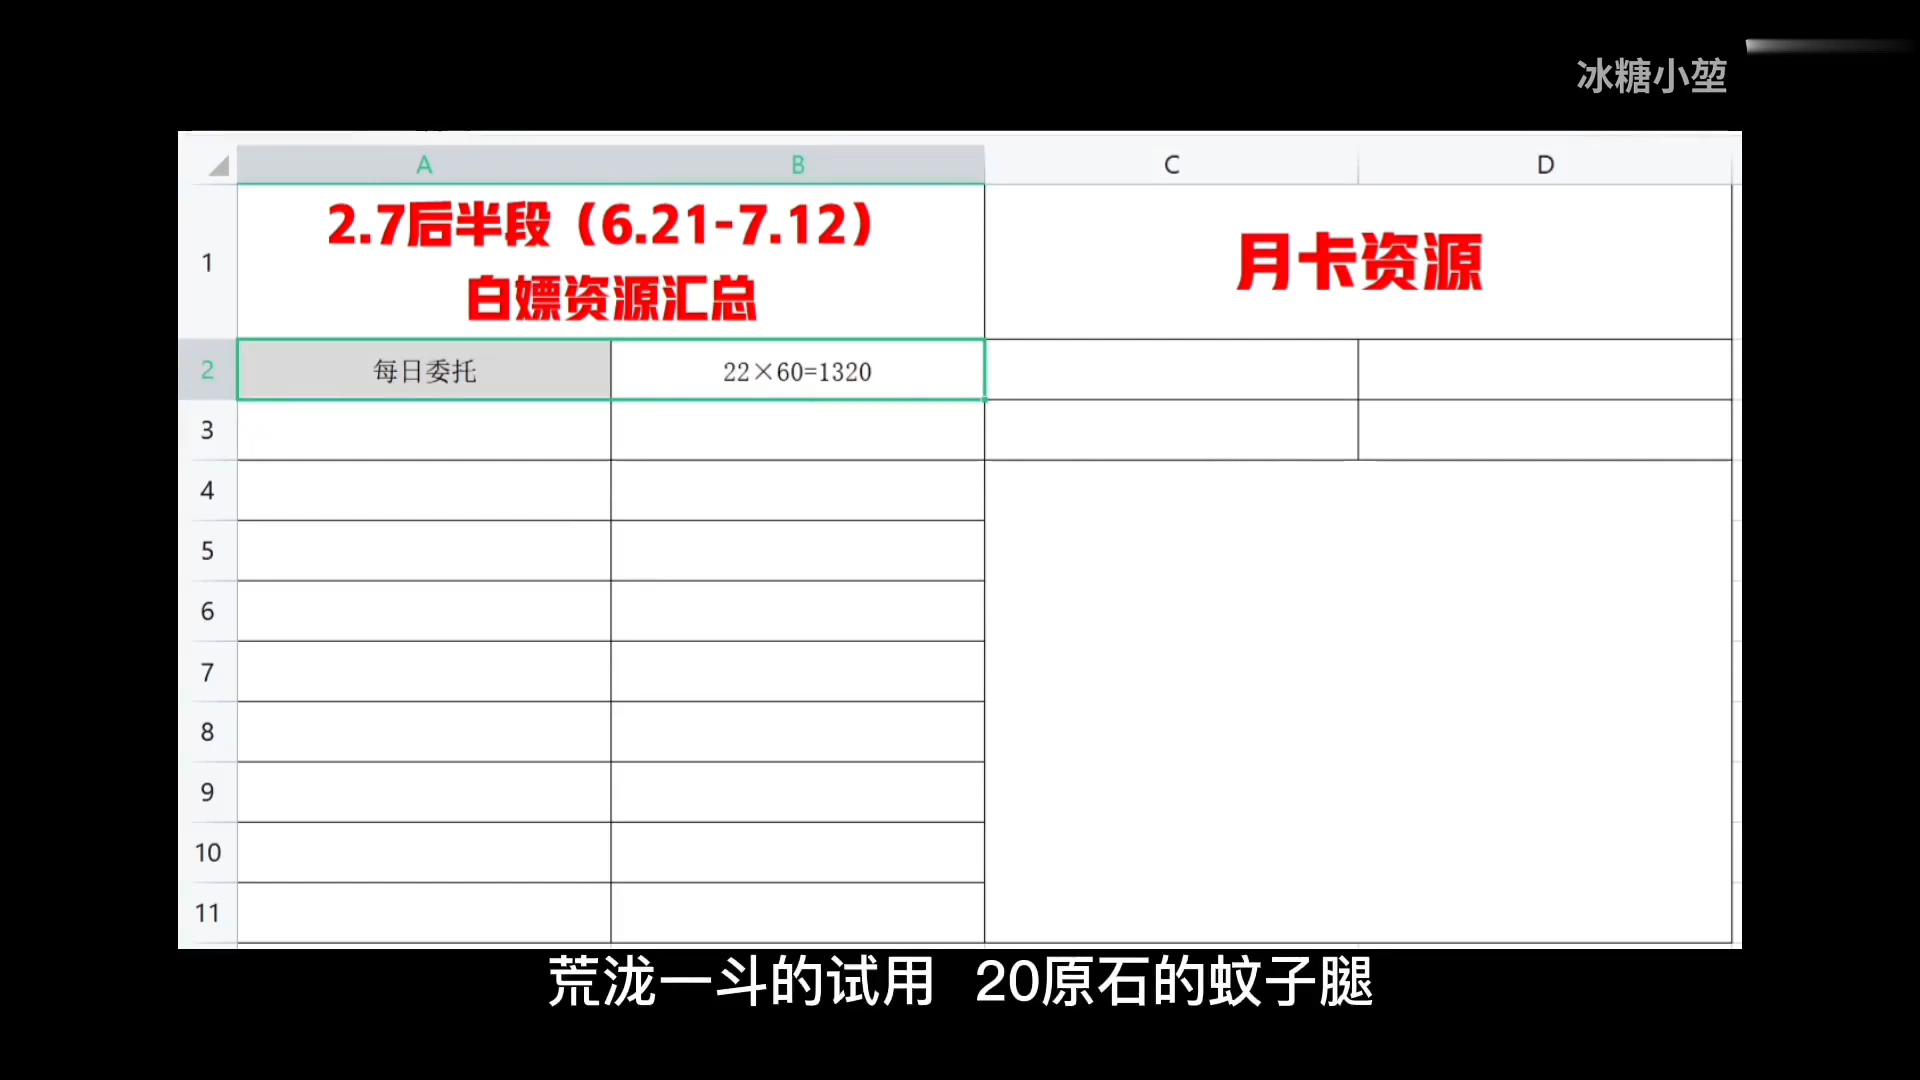 冰糖小堃
A B C D
1
2.7后半段（6.21-7.12）
白嫖资源汇总
月卡资源
2 每日委托 22×60=1320
3
4
5
6
7
8
9
10
11
荒泷一斗的试用 20原石的蚊子腿